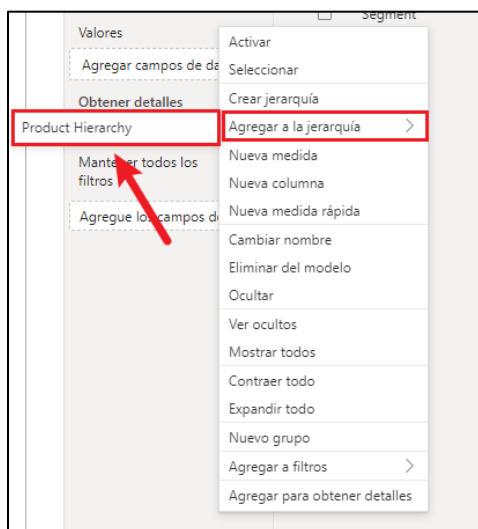 Segment
Valores
Activar
Agregar campos de da
Seleccionar
Obtener detalles
Crear jerarquía
Product Hierarchy
Agregar a la jerarquía
Mantener todos los
filtros
Nueva medida
Nueva columna
Agregue los campos de
Nueva medida rápida
Cambiar nombre
Eliminar del modelo
Ocultar
Ver ocultos
Mostrar todos
Contraer todo
Expandir todo
Nuevo grupo
Agregar a filtros
Agregar para obtener detalles